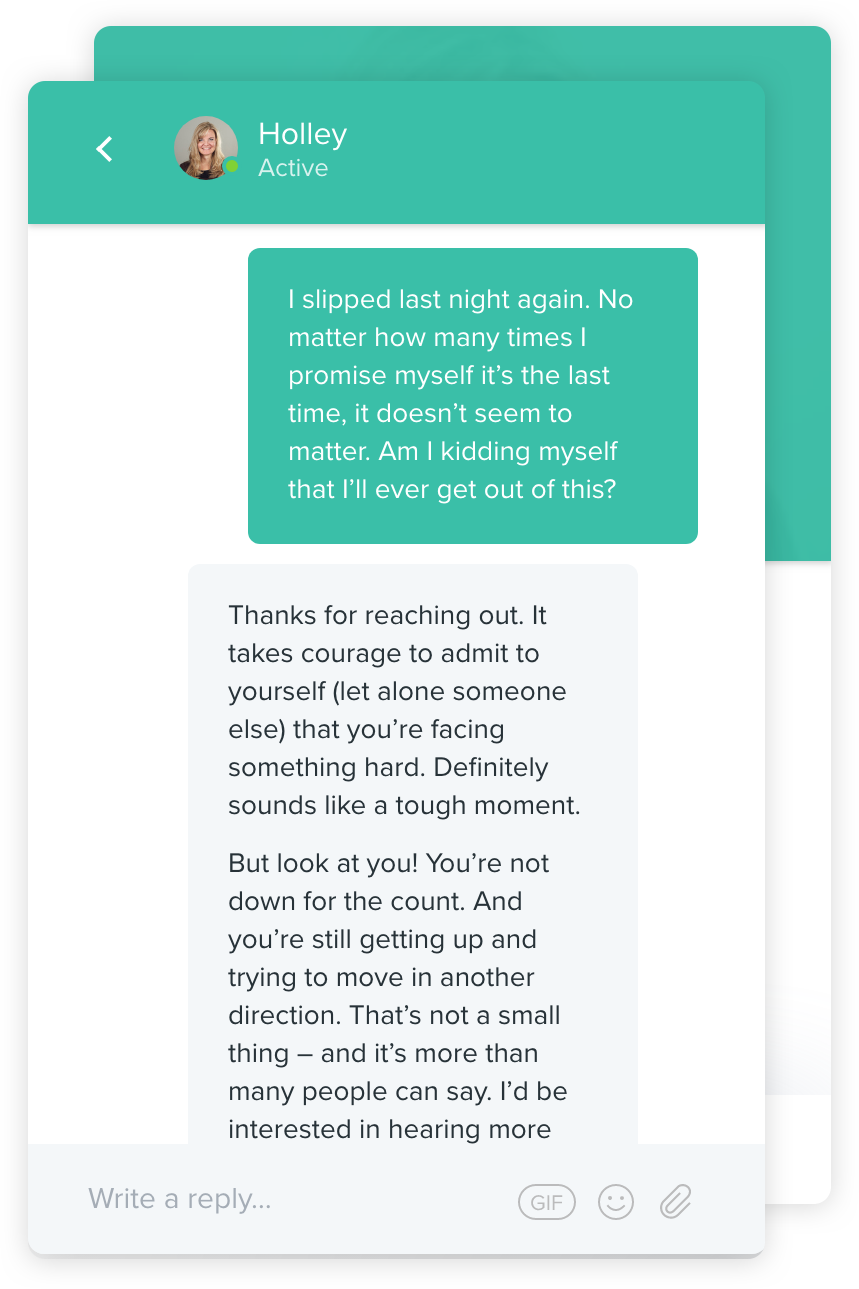 Holley
Active
I slipped last night again. No
matter how many times I
promise myself it’s the last
time, it doesn’t seem to
matter. Am I kidding myself
that I’ll ever get out of this?
Thanks for reaching out. It
takes courage to admit to
yourself (let alone someone
else) that you’re facing
something hard. Definitely
sounds like a tough moment.
But look at you! You’re not
down for the count. And
you’re still getting up and
trying to move in another
direction. That’s not a small
thing – and it’s more than
many people can say. I’d be
interested in hearing more
Write a reply...
GIF